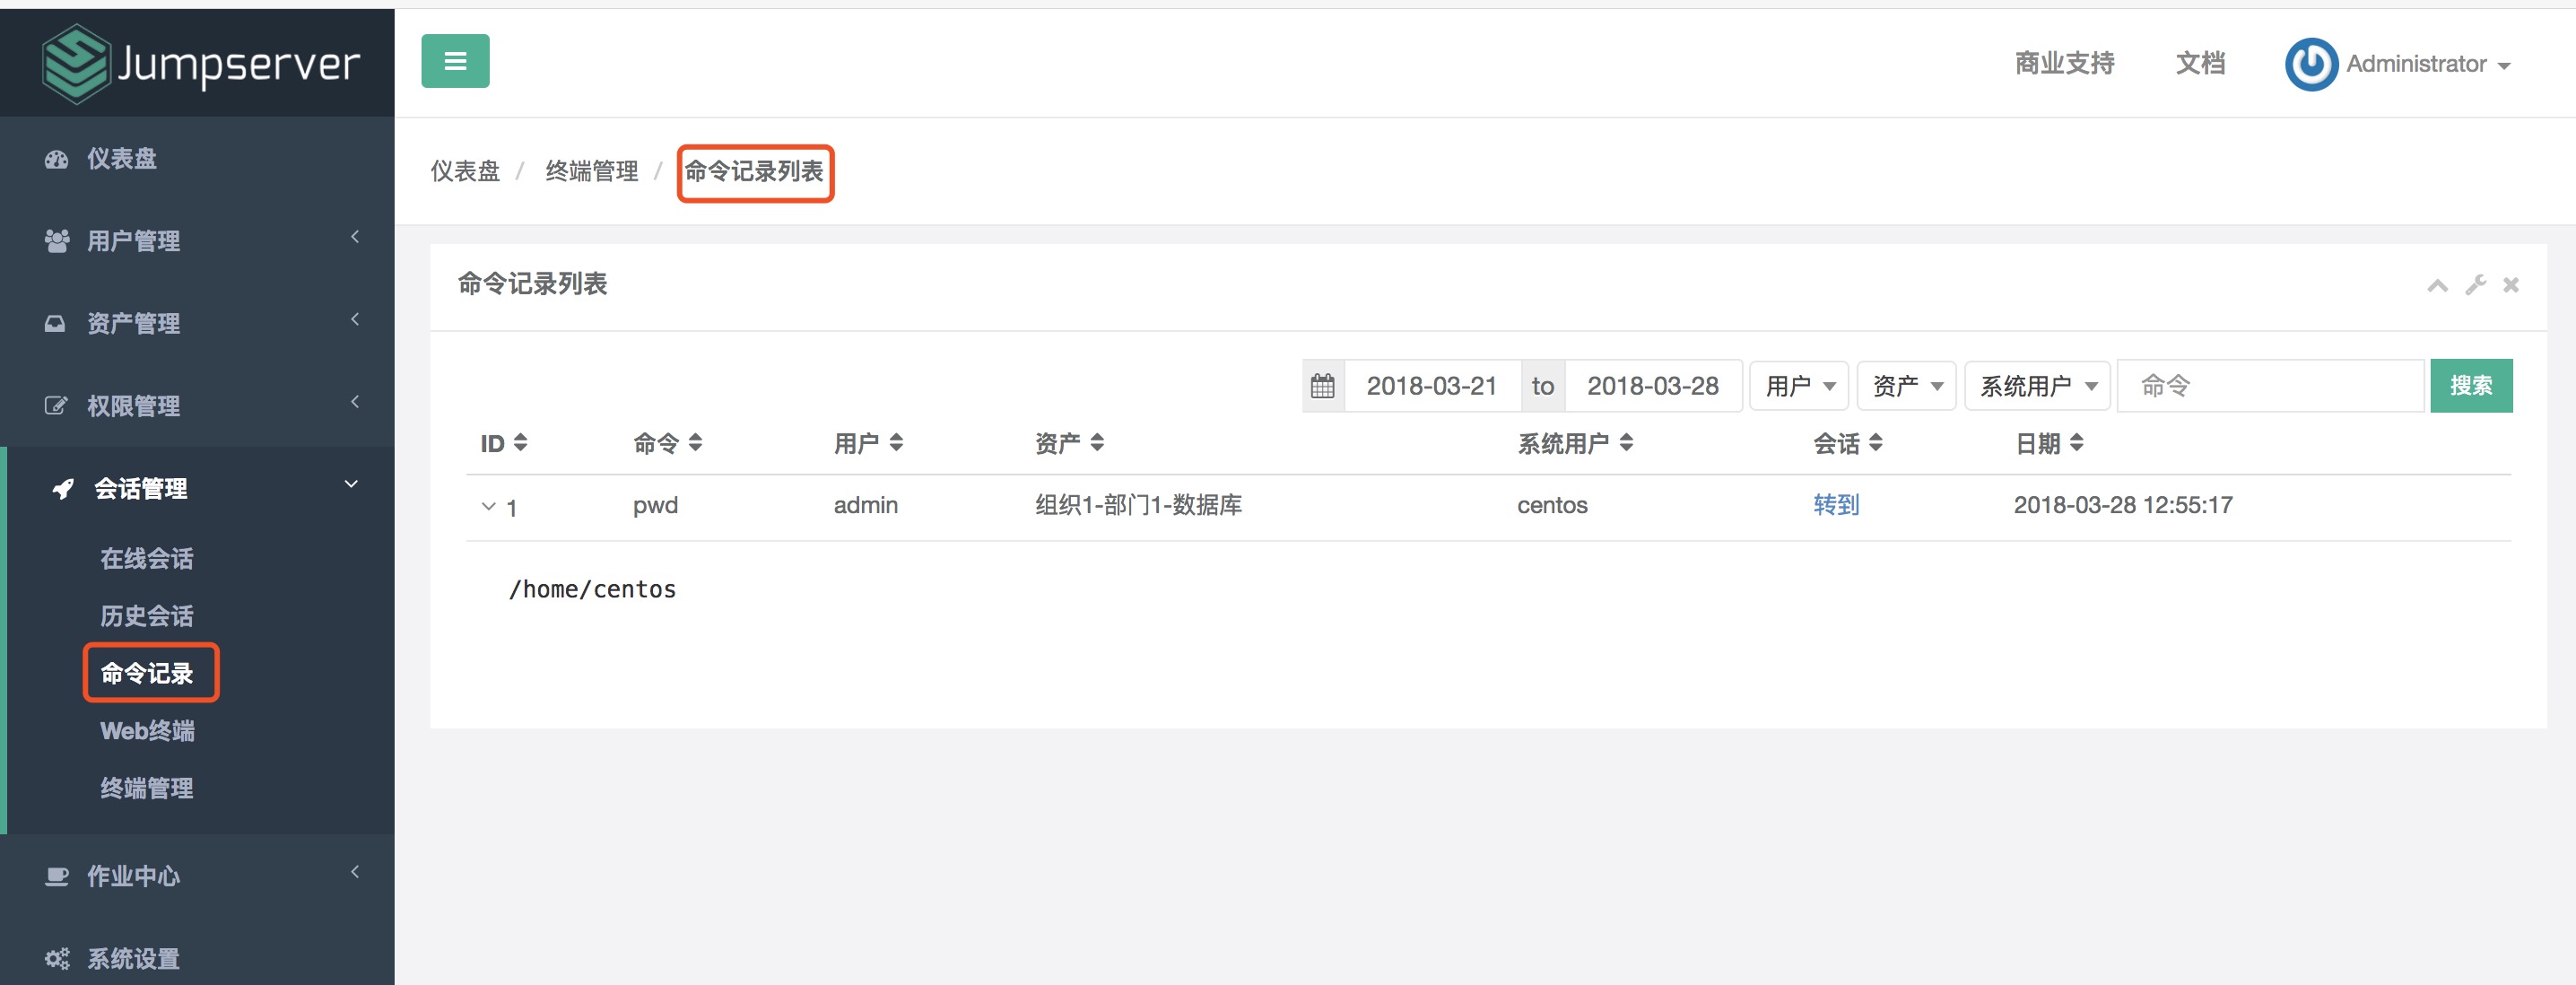 Jumpserver
商业支持 文档 Administrator
仪表盘
用户管理
资产管理
权限管理
会话管理
在线会话
历史会话
命令记录
Web终端
终端管理
作业中心
系统设置
仪表盘 / 终端管理 / 命令记录列表
命令记录列表
2018-03-21 to 2018-03-28 用户 资产 系统用户 命令 搜索
ID 命令 用户 资产 系统用户 会话 日期
1 pwd admin 组织1-部门1-数据库 centos 转到 2018-03-28 12:55:17
/home/centos